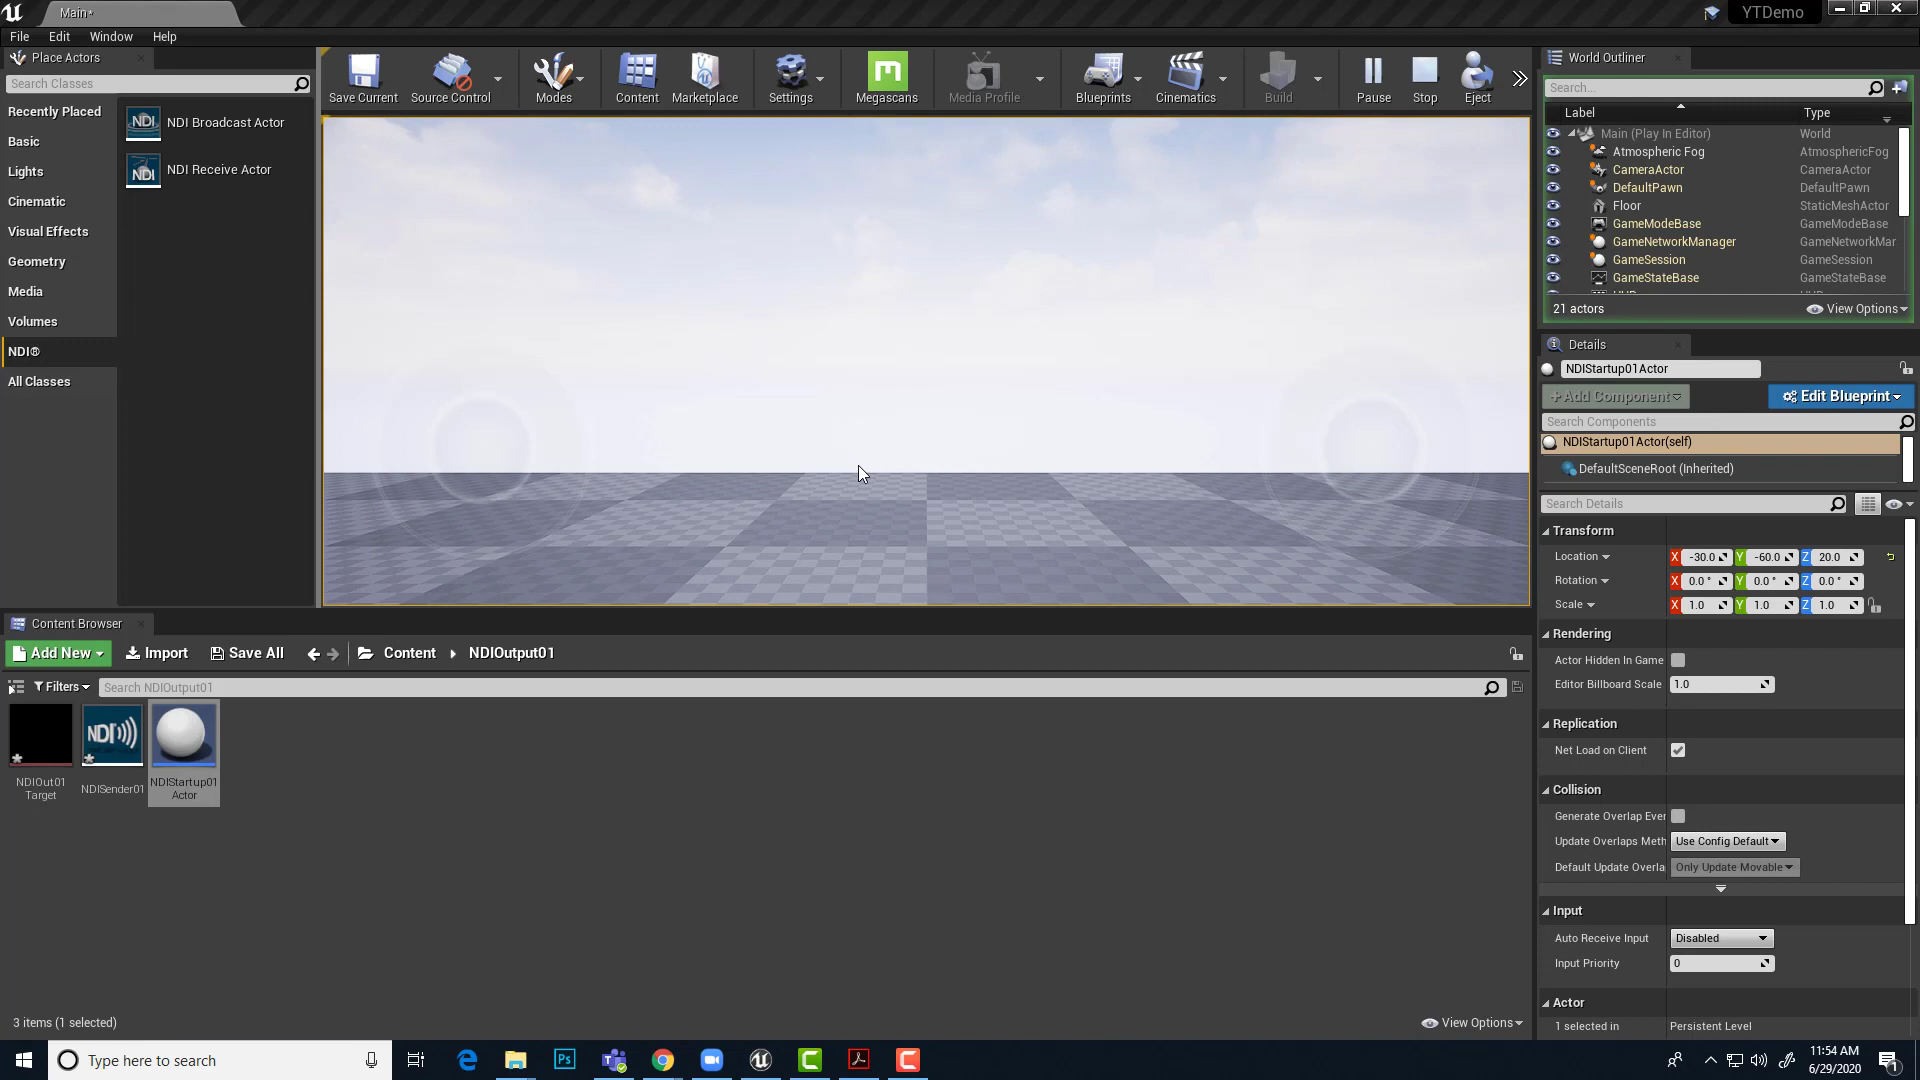 Main*
YTDemo
File Edit Window Help
Place Actors
Search Classes
Recently Placed
Basic
Lights
Cinematic
Visual Effects
Geometry
Media
Volumes
NDI®
All Classes
NDI NDI Broadcast Actor
NDI NDI Receive Actor
Save Current Source Control Modes Content Marketplace Settings Megascans Media Profile Blueprints Cinematics Build Pause Stop Eject
World Outliner
Search...
Label Type
Main (Play In Editor) World
Atmospheric Fog AtmosphericFog
CameraActor CameraActor
DefaultPawn DefaultPawn
Floor StaticMeshActor
GameModeBase GameModeBase
GameNetworkManager GameNetworkMar
GameSession GameSession
GameStateBase GameStateBase
21 actors View Options
Details
NDIStartup01Actor
+Add Component Edit Blueprint
Search Components
NDIStartup01Actor(self)
DefaultSceneRoot (Inherited)
Search Details
Transform
Location X -30.0 Y -60.0 Z 20.0
Rotation X 0.0 ° Y 0.0 ° Z 0.0 °
Scale X 1.0 Y 1.0 Z 1.0
Rendering
Actor Hidden In Game
Editor Billboard Scale 1.0
Replication
Net Load on Client
Collision
Generate Overlap Ever
Update Overlaps Meth Use Config Default
Default Update Overla Only Update Movable
Input
Auto Receive Input Disabled
Input Priority 0
Actor
1 selected in Persistent Level
Content Browser
Add New Import Save All Content NDIOutput01
Filters Search NDIOutput01
NDI
NDIOut01
Target
NDISender01
NDIStartup01
Actor
3 items (1 selected) View Options
Type here to search
Ps
11:54 AM
6/29/2020
1